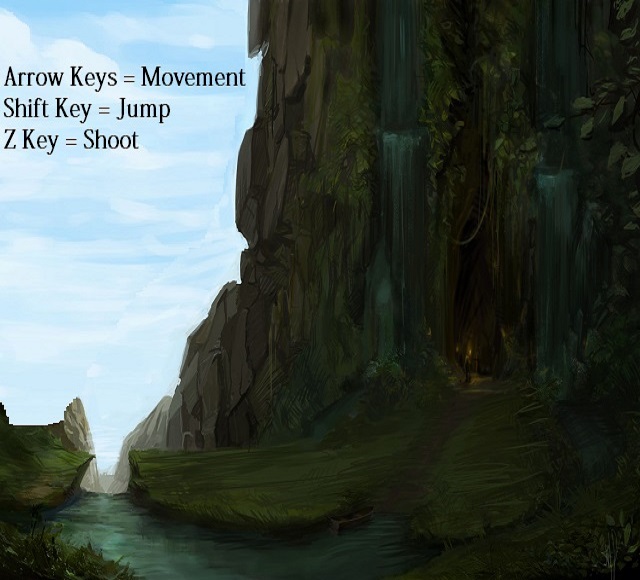 Arrow Keys = Movement
Shift Key = Jump
Z Key = Shoot